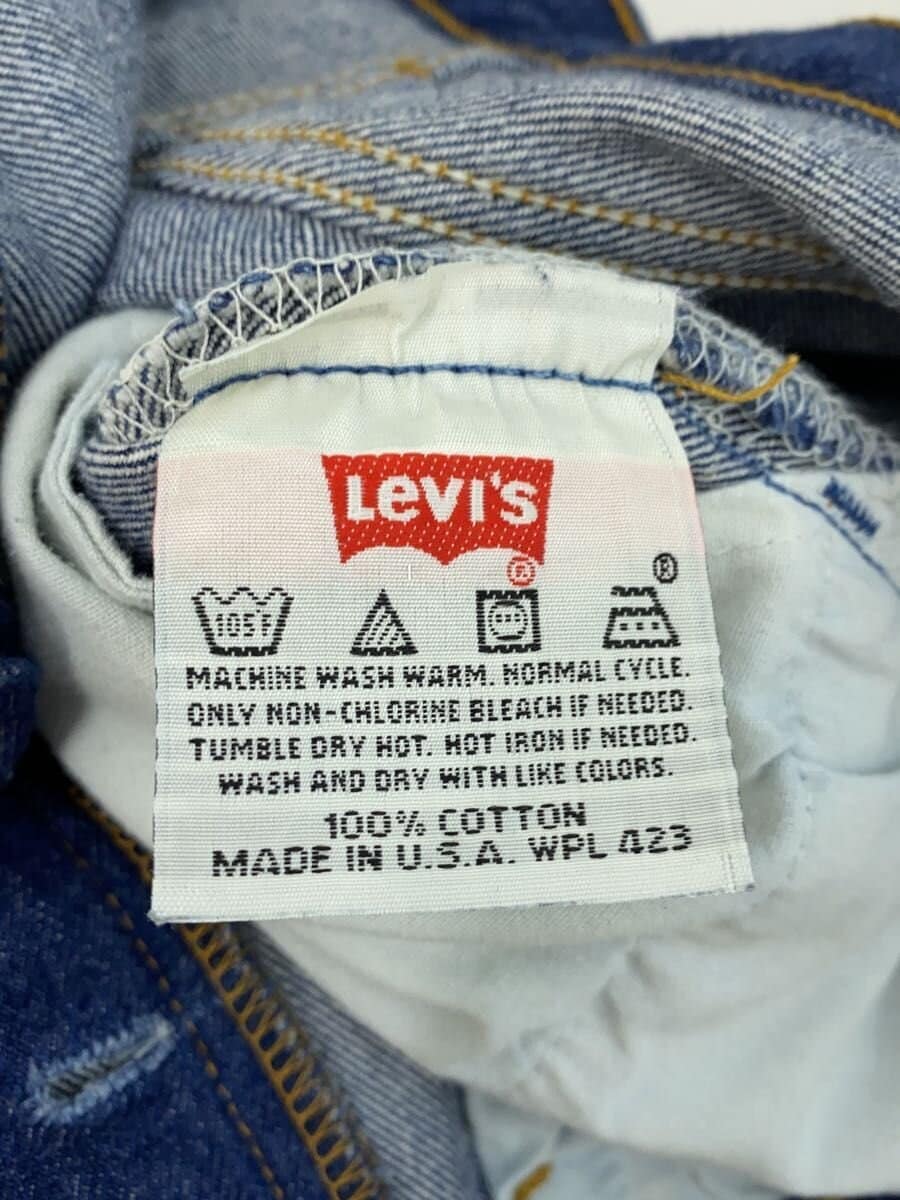 Levi's
®
®
105F
MACHINE WASH WARM. NORMAL CYCLE.
ONLY NON-CHLORINE BLEACH IF NEEDED.
TUMBLE DRY HOT. HOT IRON IF NEEDED.
WASH AND DRY WITH LIKE COLORS.
100% COTTON
MADE IN U.S.A. WPL 423